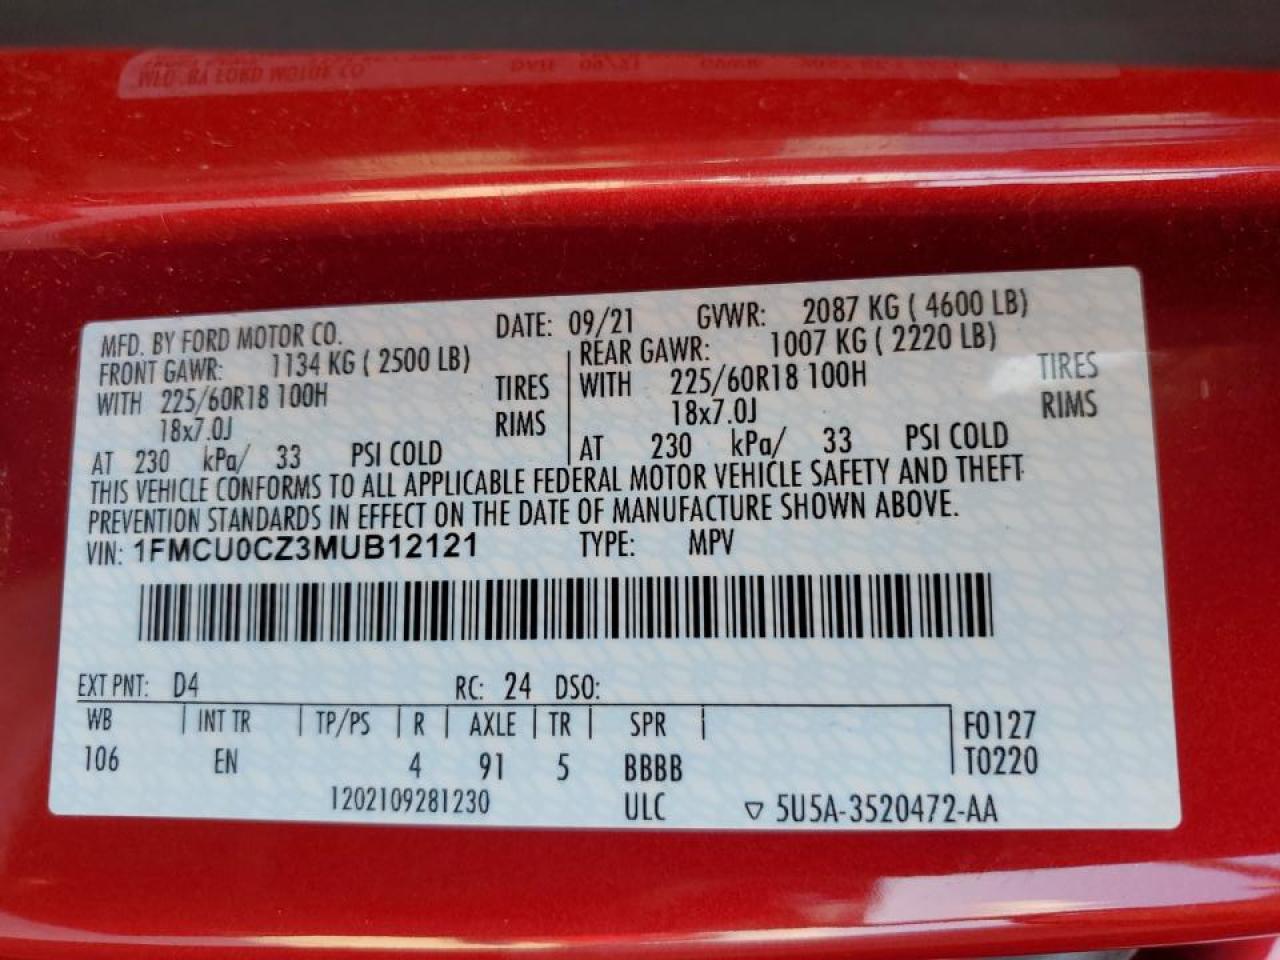 MFD. BY FORD MOTOR CO. DATE: 09/21 GVWR: 2087 KG ( 4600 LB)
FRONT GAWR: 1134 KG ( 2500 LB) REAR GAWR: 1007 KG ( 2220 LB)
WITH 225/60R18 100H TIRES WITH 225/60R18 100H TIRES
18x7.0J RIMS 18x7.0J RIMS
AT 230 kPa/ 33 PSI COLD AT 230 kPa/ 33 PSI COLD
THIS VEHICLE CONFORMS TO ALL APPLICABLE FEDERAL MOTOR VEHICLE SAFETY AND THEFT
PREVENTION STANDARDS IN EFFECT ON THE DATE OF MANUFACTURE SHOWN ABOVE.
VIN: 1FMCU0CZ3MUB12121 TYPE: MPV
EXT PNT: D4 RC: 24 DSO:
WB INT TR TP/PS R AXLE TR SPR F0127
106 EN 4 91 5 BBBB T0220
1202109281230 ULC ▽ 5U5A-3520472-AA